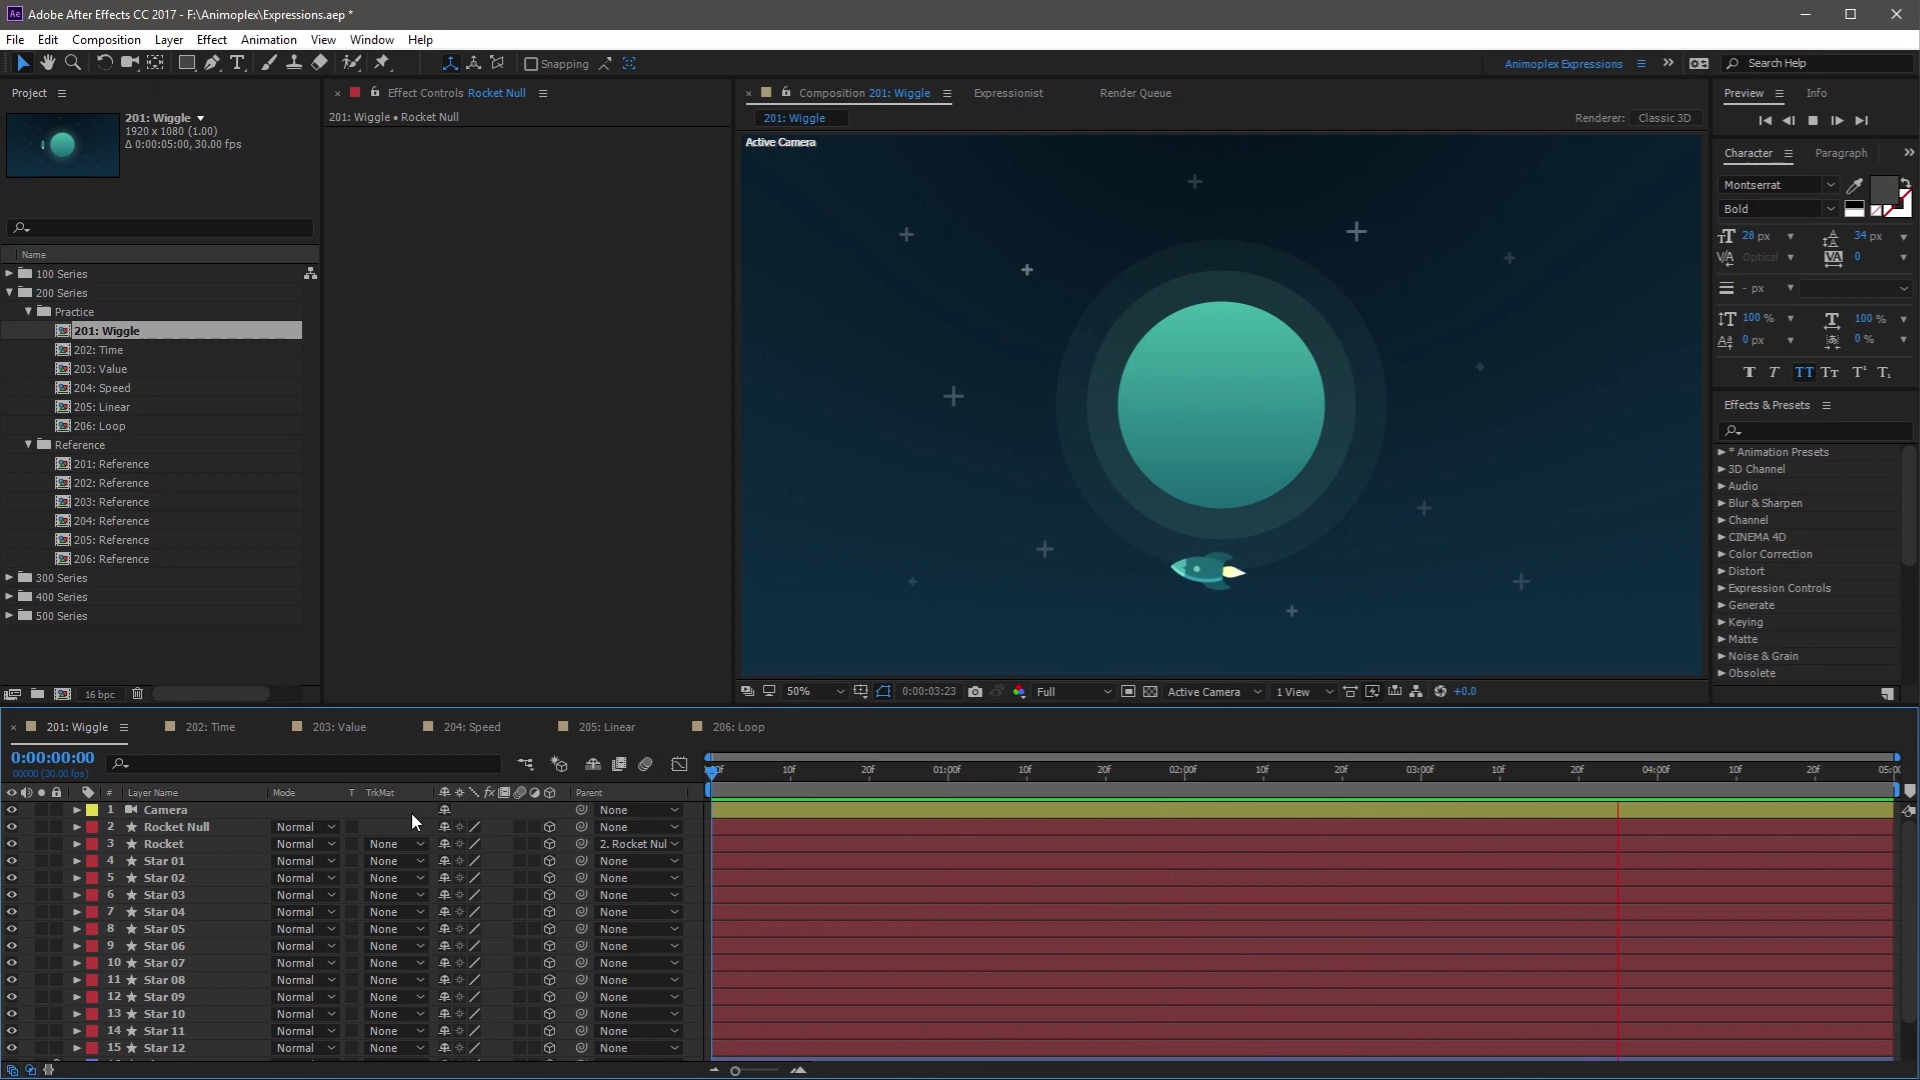 Adobe After Effects CC 2017 - F:\Animoplex\Expressions.aep *
File Edit Composition Layer Effect Animation View Window Help
Snapping
Animoplex Expressions
Search Help
Project
201: Wiggle
1920 x 1080 (1.00)
Δ 0:00:05:00, 30.00 fps
Name
100 Series
200 Series
Practice
201: Wiggle
202: Time
203: Value
204: Speed
205: Linear
206: Loop
Reference
201: Reference
202: Reference
203: Reference
204: Reference
205: Reference
206: Reference
300 Series
400 Series
500 Series
16 bpc
Effect Controls Rocket Null
201: Wiggle • Rocket Null
Composition 201: Wiggle
Expressionist
Render Queue
201: Wiggle
Renderer: Classic 3D
Active Camera
50% 0:00:03:23 Full Active Camera 1 View +0.0
Preview Info
Character Paragraph
Montserrat
Bold
28 px 34 px
Optical 0
- px
100 % 100 %
0 px 0 %
Effects & Presets
* Animation Presets
3D Channel
Audio
Blur & Sharpen
Channel
CINEMA 4D
Color Correction
Distort
Expression Controls
Generate
Keying
Matte
Noise & Grain
Obsolete
201: Wiggle 202: Time 203: Value 204: Speed 205: Linear 206: Loop
0:00:00:00
00000 (30.00 fps)
10f 20f 01:00f 10f 20f 02:00f 10f 20f 03:00f 10f 20f 04:00f 10f 20f
# Layer Name Mode T TrkMat Parent
1 Camera None
2 Rocket Null Normal None
3 Rocket Normal None 2. Rocket Nul
4 Star 01 Normal None None
5 Star 02 Normal None None
6 Star 03 Normal None None
7 Star 04 Normal None None
8 Star 05 Normal None None
9 Star 06 Normal None None
10 Star 07 Normal None None
11 Star 08 Normal None None
12 Star 09 Normal None None
13 Star 10 Normal None None
14 Star 11 Normal None None
15 Star 12 Normal None None